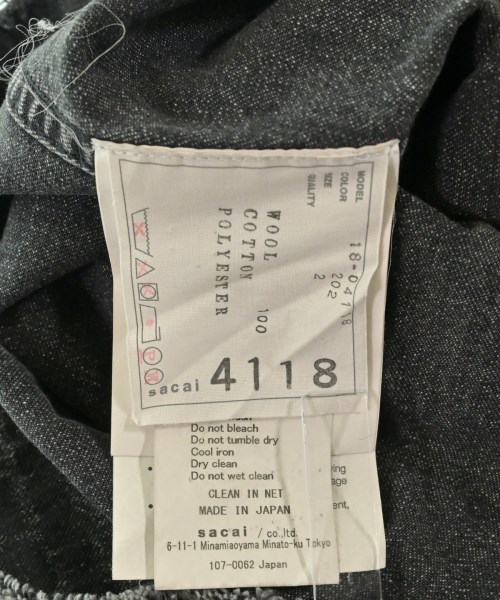 MODEL 18-04118
COLOR 202
SIZE 2
QUALITY
WOOL
COTTON 100
POLYESTER
sacai 4118
Do not bleach
Do not tumble dry
Cool iron
Dry clean
Do not wet clean
CLEAN IN NET
MADE IN JAPAN
sacai / co.,ltd.
6-11-1 Minamiaoyama Minato-ku Tokyo
107-0062 Japan